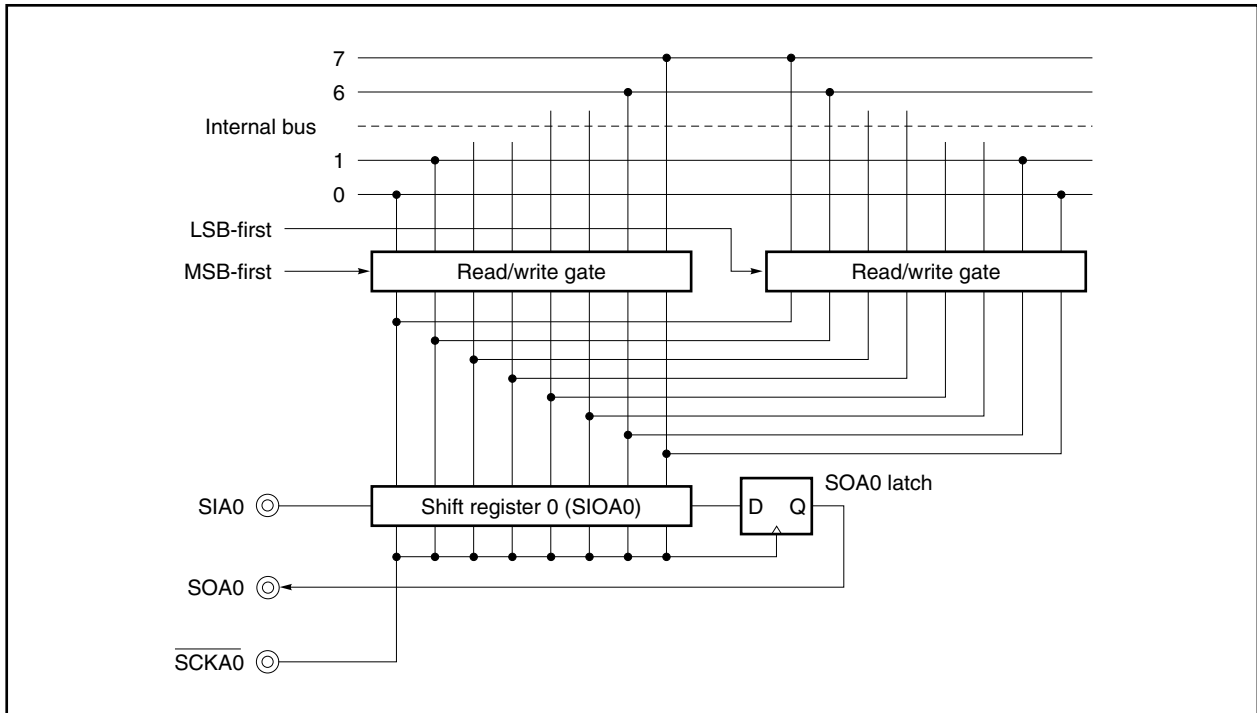 7
6
Internal bus
1
0
LSB-first
MSB-first
Read/write gate
Read/write gate
SOA0 latch
SIA0
Shift register 0 (SIOA0)
D Q
SOA0
SCKA0